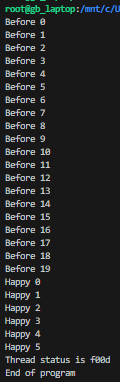 root@gb_laptop:/mnt/c/U
Before 0
Before 1
Before 2
Before 3
Before 4
Before 5
Before 6
Before 7
Before 8
Before 9
Before 10
Before 11
Before 12
Before 13
Before 14
Before 15
Before 16
Before 17
Before 18
Before 19
Happy 0
Happy 1
Happy 2
Happy 3
Happy 4
Happy 5
Thread status is f00d
End of program